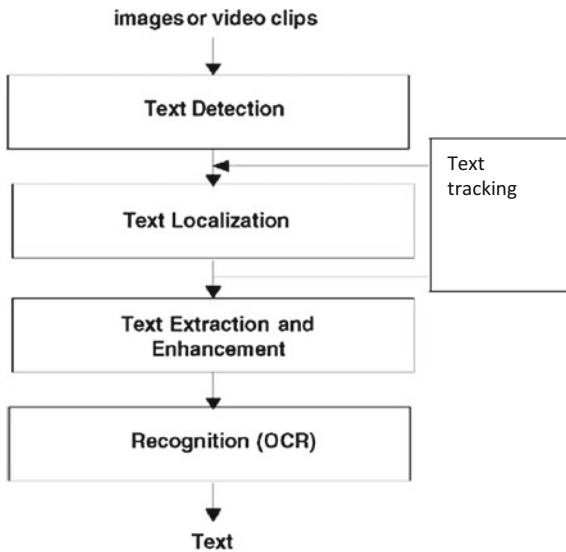 images or video clips
Text Detection
Text
tracking
Text Localization
Text Extraction and
Enhancement
Recognition (OCR)
Text